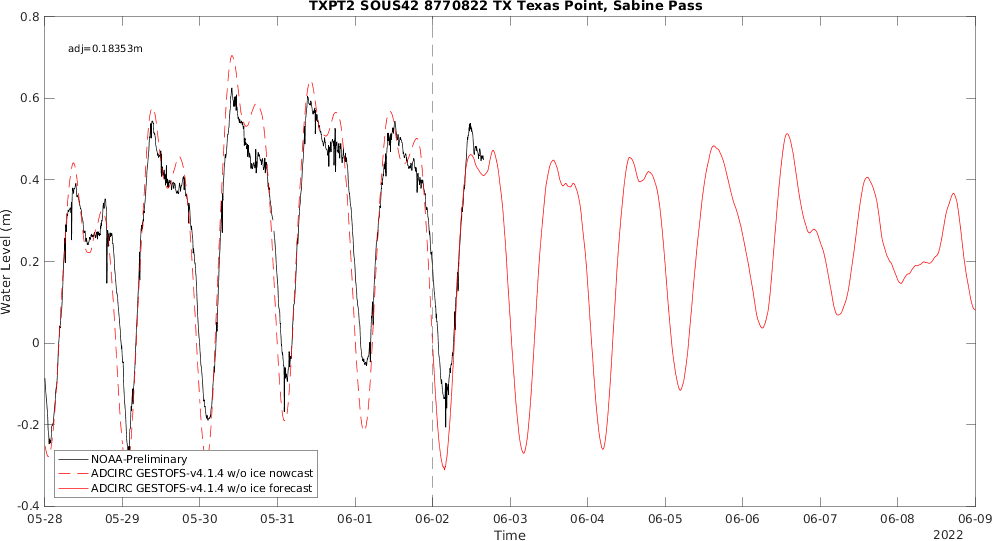 TXPT2 SOUS42 8770822 TX Texas Point, Sabine Pass
adj=0.18353m
0.8
0.6
0.4
0.2
0
-0.2
-0.4
Water Level (m)
NOAA-Preliminary
ADCIRC GESTOFS-v4.1.4 w/o ice nowcast
ADCIRC GESTOFS-v4.1.4 w/o ice forecast
05-28 05-29 05-30 05-31 06-01 06-02 06-03 06-04 06-05 06-06 06-07 06-08 06-09
Time
2022